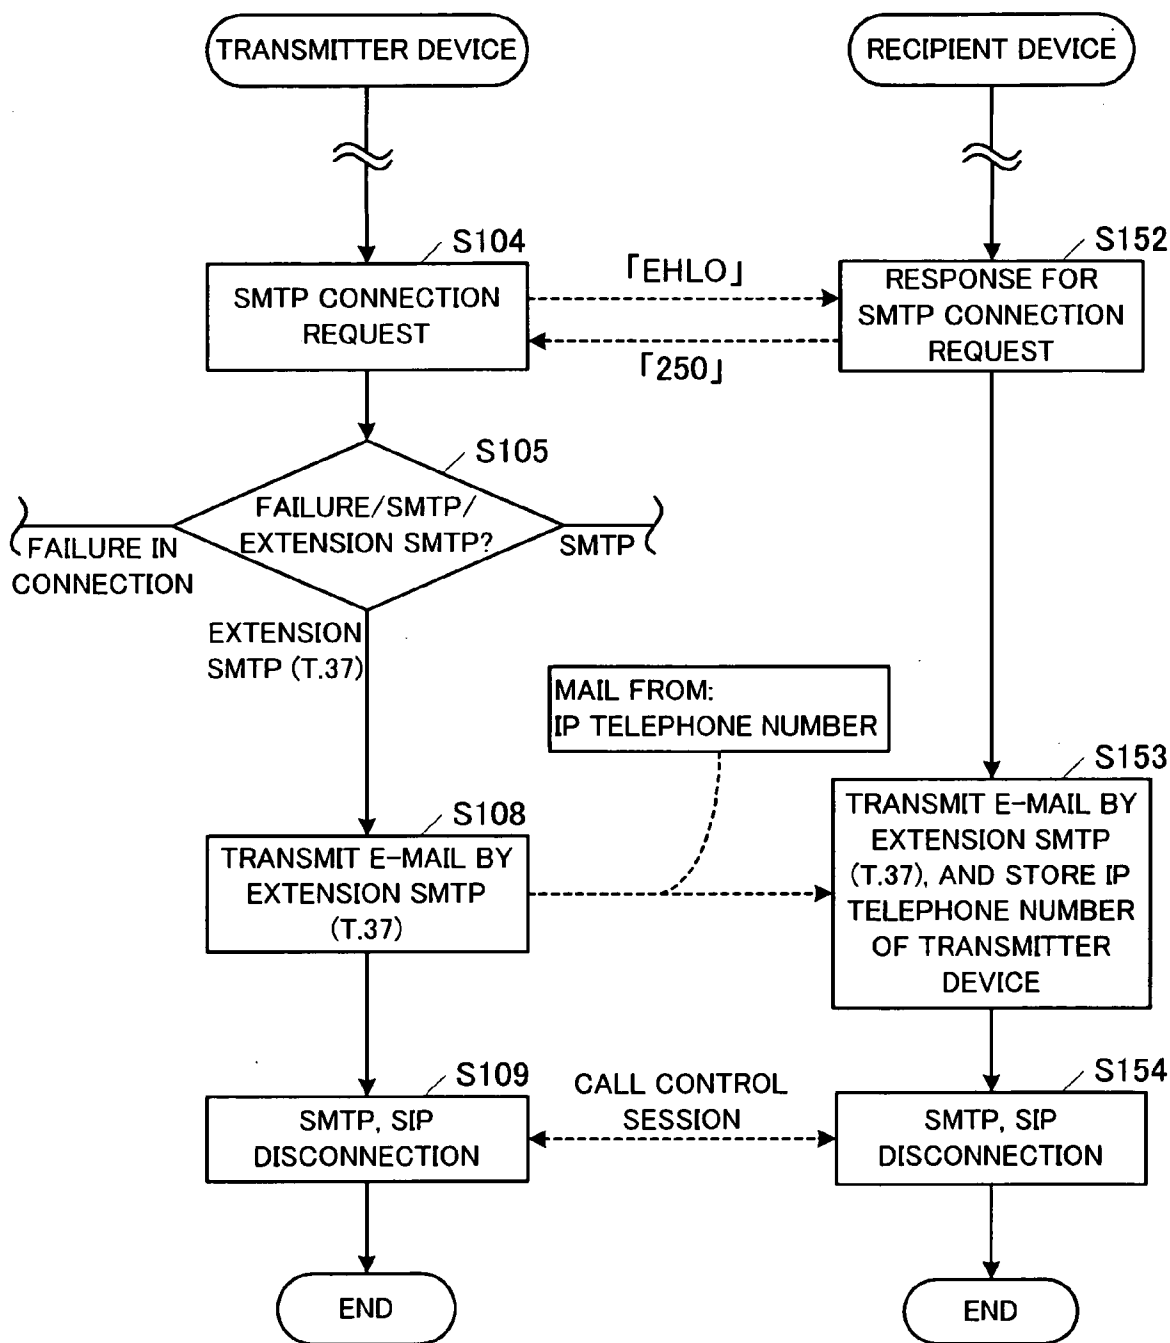 TRANSMITTER DEVICE
RECIPIENT DEVICE
S104
SMTP CONNECTION
REQUEST
「EHLO」
「250」
S152
RESPONSE FOR
SMTP CONNECTION
REQUEST
S105
FAILURE/SMTP/
EXTENSION SMTP?
FAILURE IN
CONNECTION
SMTP
EXTENSION
SMTP (T.37)
MAIL FROM:
IP TELEPHONE NUMBER
S108
TRANSMIT E-MAIL BY
EXTENSION SMTP
(T.37)
S153
TRANSMIT E-MAIL BY
EXTENSION SMTP
(T.37), AND STORE IP
TELEPHONE NUMBER
OF TRANSMITTER
DEVICE
S109
SMTP, SIP
DISCONNECTION
CALL CONTROL
SESSION
S154
SMTP, SIP
DISCONNECTION
END
END